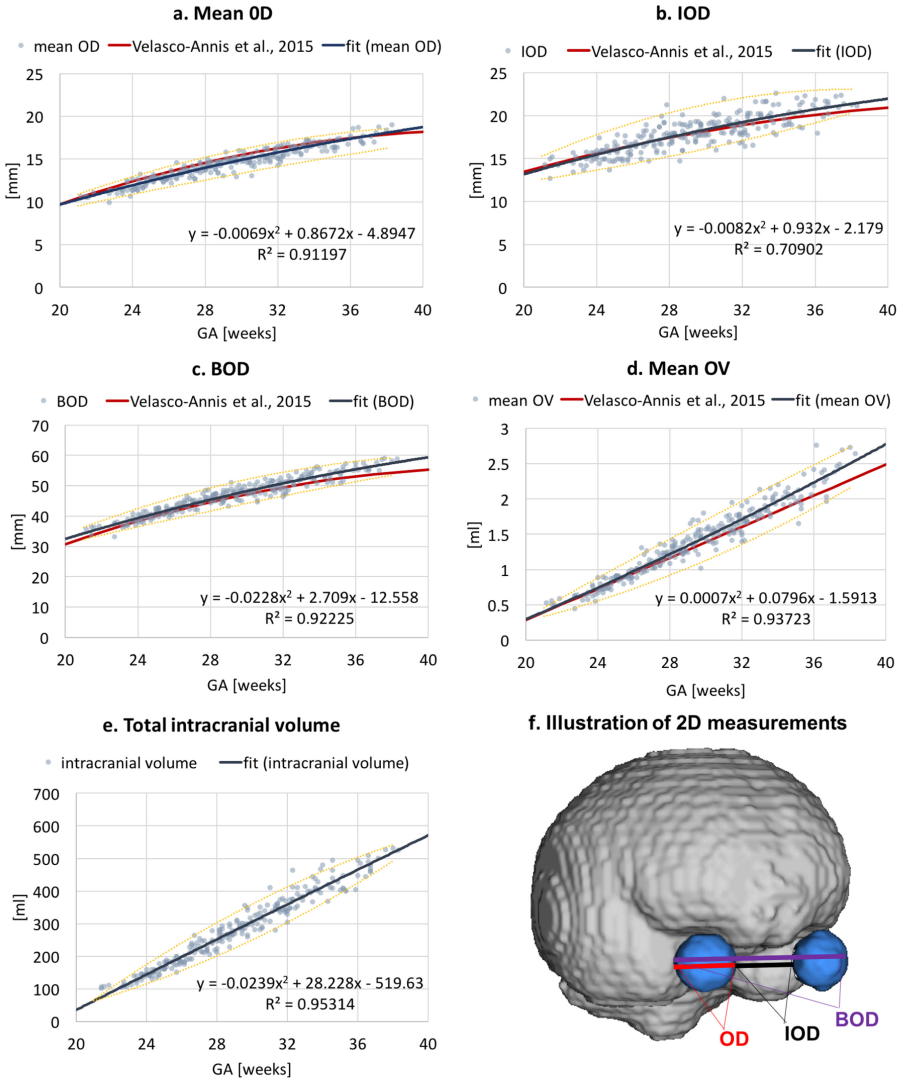 a. Mean 0D
mean OD Velasco-Annis et al., 2015 fit (mean OD)
25
20
15
10
5
0
[mm]
y = -0.0069x² + 0.8672x - 4.8947
R² = 0.91197
20 24 28 32 36 40
GA [weeks]
b. IOD
IOD Velasco-Annis et al., 2015 fit (IOD)
25
20
15
10
5
0
[mm]
y = -0.0082x² + 0.932x - 2.179
R² = 0.70902
20 24 28 32 36 40
GA [weeks]
c. BOD
BOD Velasco-Annis et al., 2015 fit (BOD)
70
60
50
40
30
20
10
0
[mm]
y = -0.0228x² + 2.709x - 12.558
R² = 0.92225
20 24 28 32 36 40
GA [weeks]
d. Mean OV
mean OV Velasco-Annis et al., 2015 fit (mean OV)
3
2.5
2
1.5
1
0.5
0
[ml]
y = 0.0007x² + 0.0796x - 1.5913
R² = 0.93723
20 24 28 32 36 40
GA [weeks]
e. Total intracranial volume
intracranial volume fit (intracranial volume)
700
600
500
400
300
200
100
0
[ml]
y = -0.0239x² + 28.228x - 519.63
R² = 0.95314
20 24 28 32 36 40
GA [weeks]
f. Illustration of 2D measurements
OD
IOD
BOD